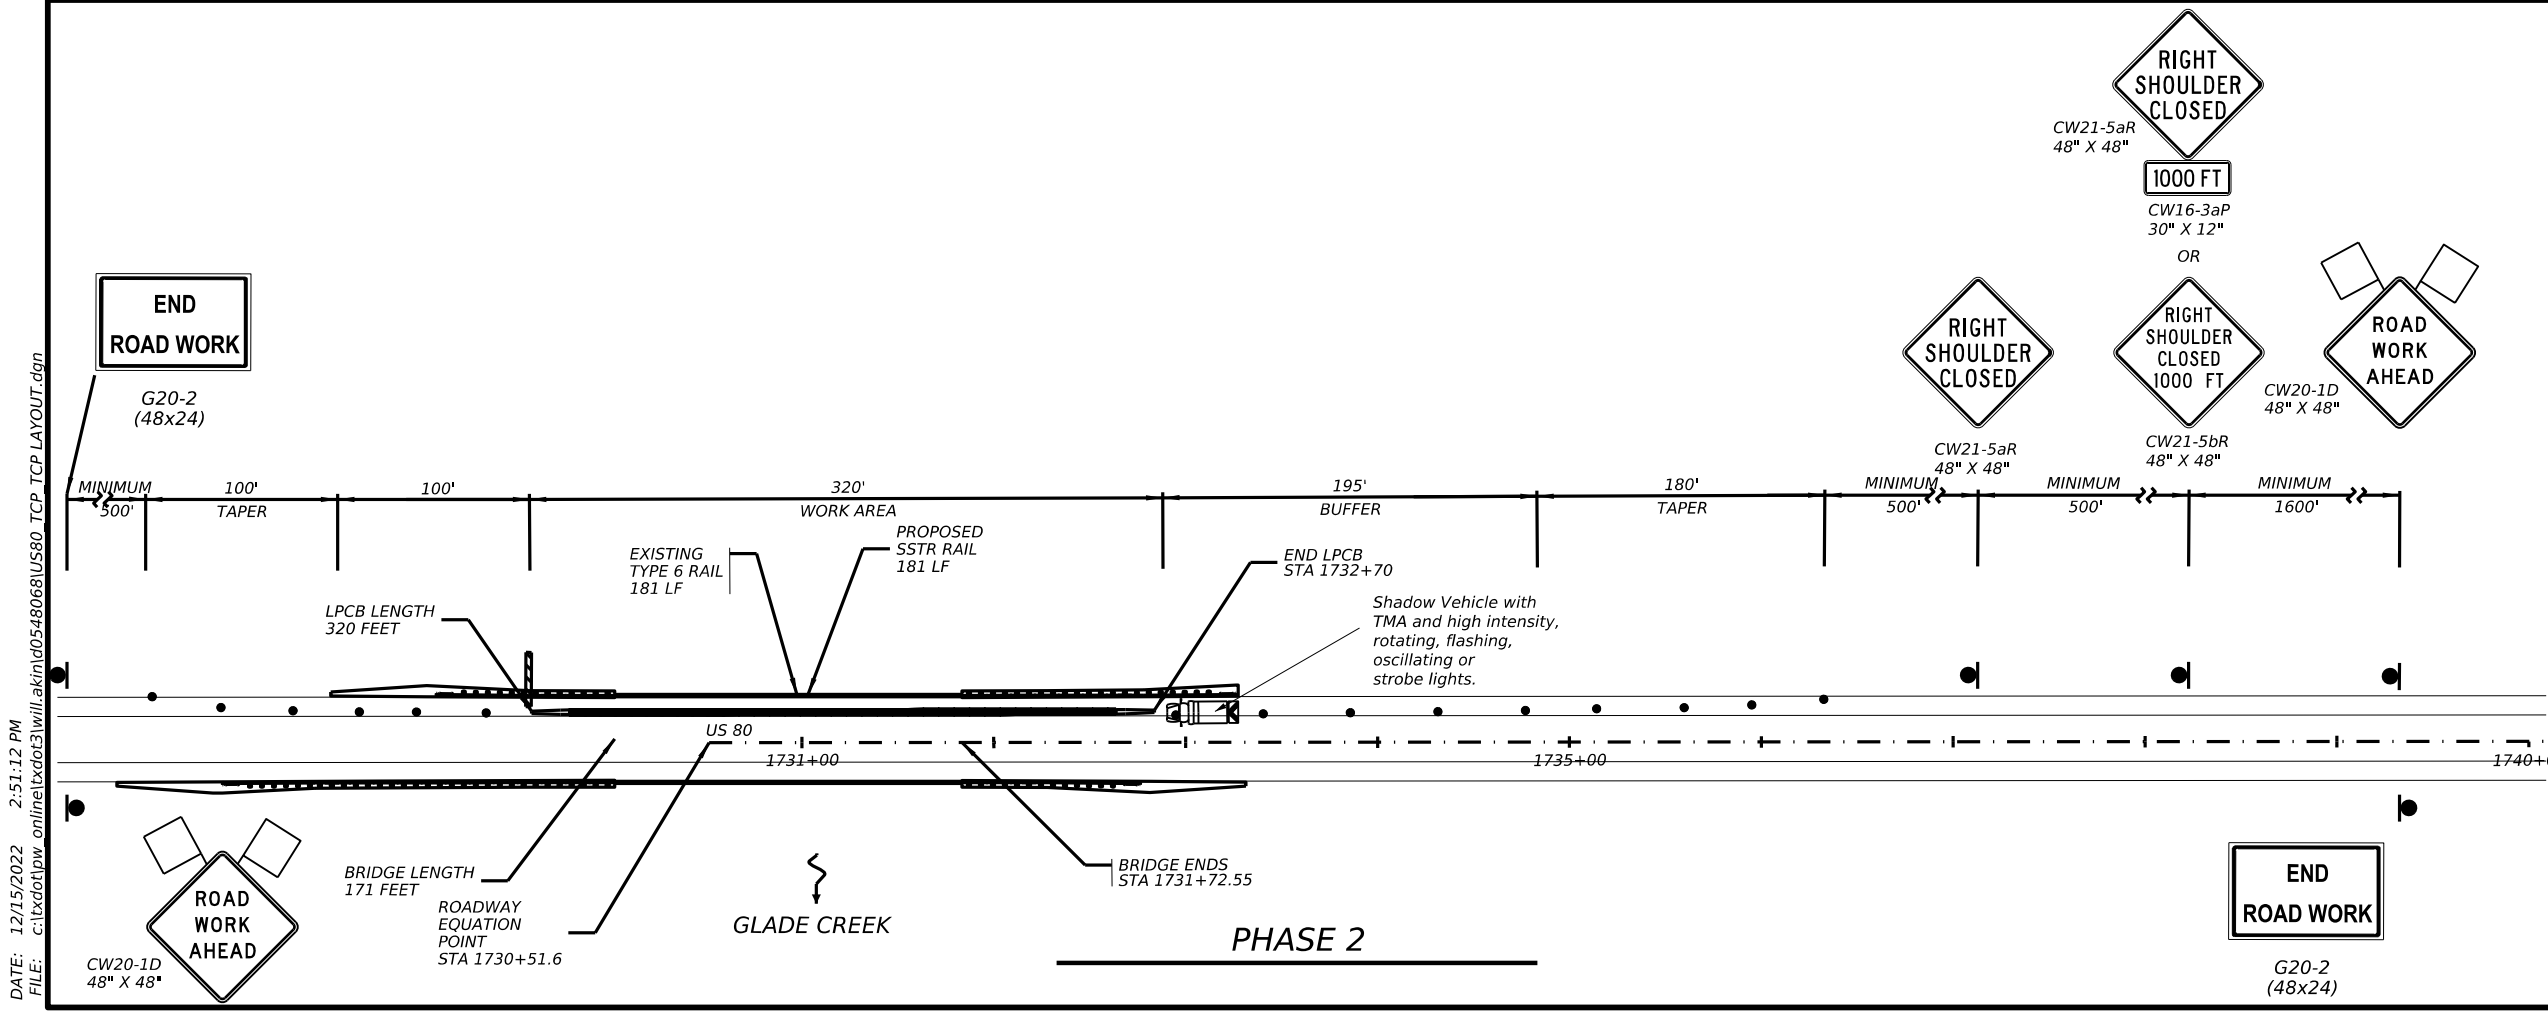 RIGHT
SHOULDER
CLOSED
CW21-5aR
48" X 48"
1000 FT
CW16-3aP
30" X 12"
OR
END
ROAD WORK
G20-2
(48x24)
RIGHT
SHOULDER
CLOSED
CW21-5aR
48" X 48"
RIGHT
SHOULDER
CLOSED
1000 FT
CW21-5bR
48" X 48"
ROAD
WORK
AHEAD
CW20-1D
48" X 48"
MINIMUM
500'
100'
TAPER
100'
320'
WORK AREA
195'
BUFFER
180'
TAPER
MINIMUM
500'
MINIMUM
500'
MINIMUM
1600'
EXISTING
TYPE 6 RAIL
181 LF
PROPOSED
SSTR RAIL
181 LF
END LPCB
STA 1732+70
LPCB LENGTH
320 FEET
Shadow Vehicle with
TMA and high intensity,
rotating, flashing,
oscillating or
strobe lights.
US 80
1731+00
1735+00
1740+0
BRIDGE LENGTH
171 FEET
ROADWAY
EQUATION
POINT
STA 1730+51.6
GLADE CREEK
BRIDGE ENDS
STA 1731+72.55
PHASE 2
ROAD
WORK
AHEAD
CW20-1D
48" X 48"
END
ROAD WORK
G20-2
(48x24)
DATE: 12/15/2022 2:51:12 PM
FILE: c:\txdot\pw_online\txdot3\will.akin\d0548068\US80_TCP_TCP LAYOUT.dgn